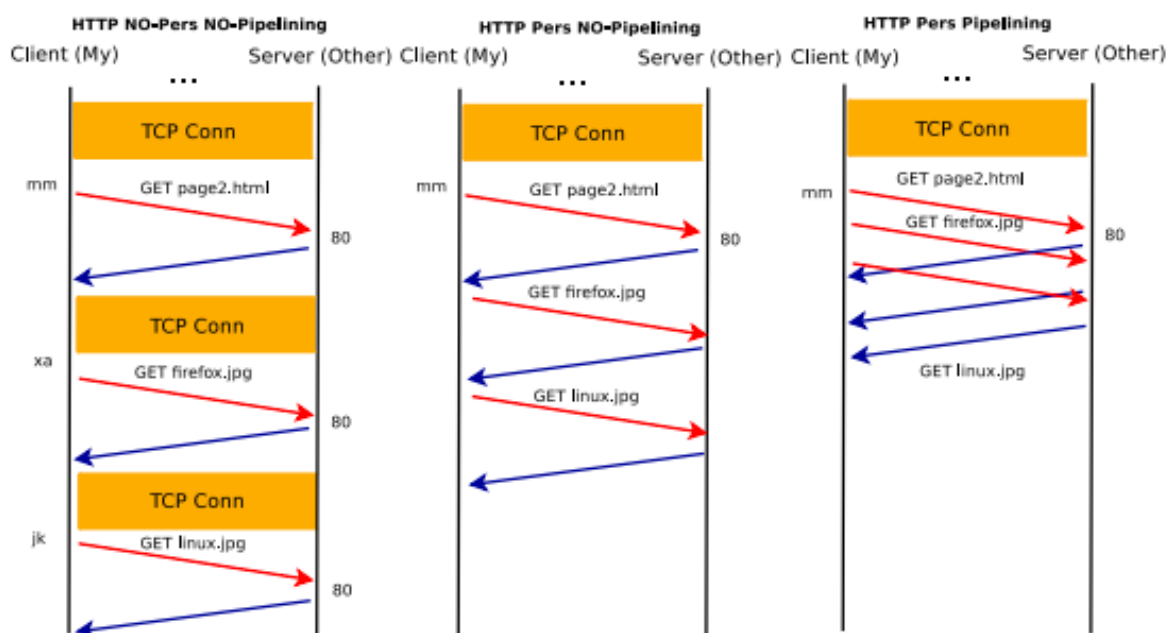 HTTP NO-Pers NO-Pipelining
Client (My)
Server (Other)
...
TCP Conn
mm
GET page2.html
80
TCP Conn
xa
GET firefox.jpg
80
TCP Conn
jk
GET linux.jpg
80
HTTP Pers NO-Pipelining
Client (My)
Server (Other)
...
TCP Conn
mm
GET page2.html
80
GET firefox.jpg
GET linux.jpg
HTTP Pers Pipelining
Client (My)
Server (Other)
...
TCP Conn
GET page2.html
mm
GET firefox.jpg
80
GET linux.jpg